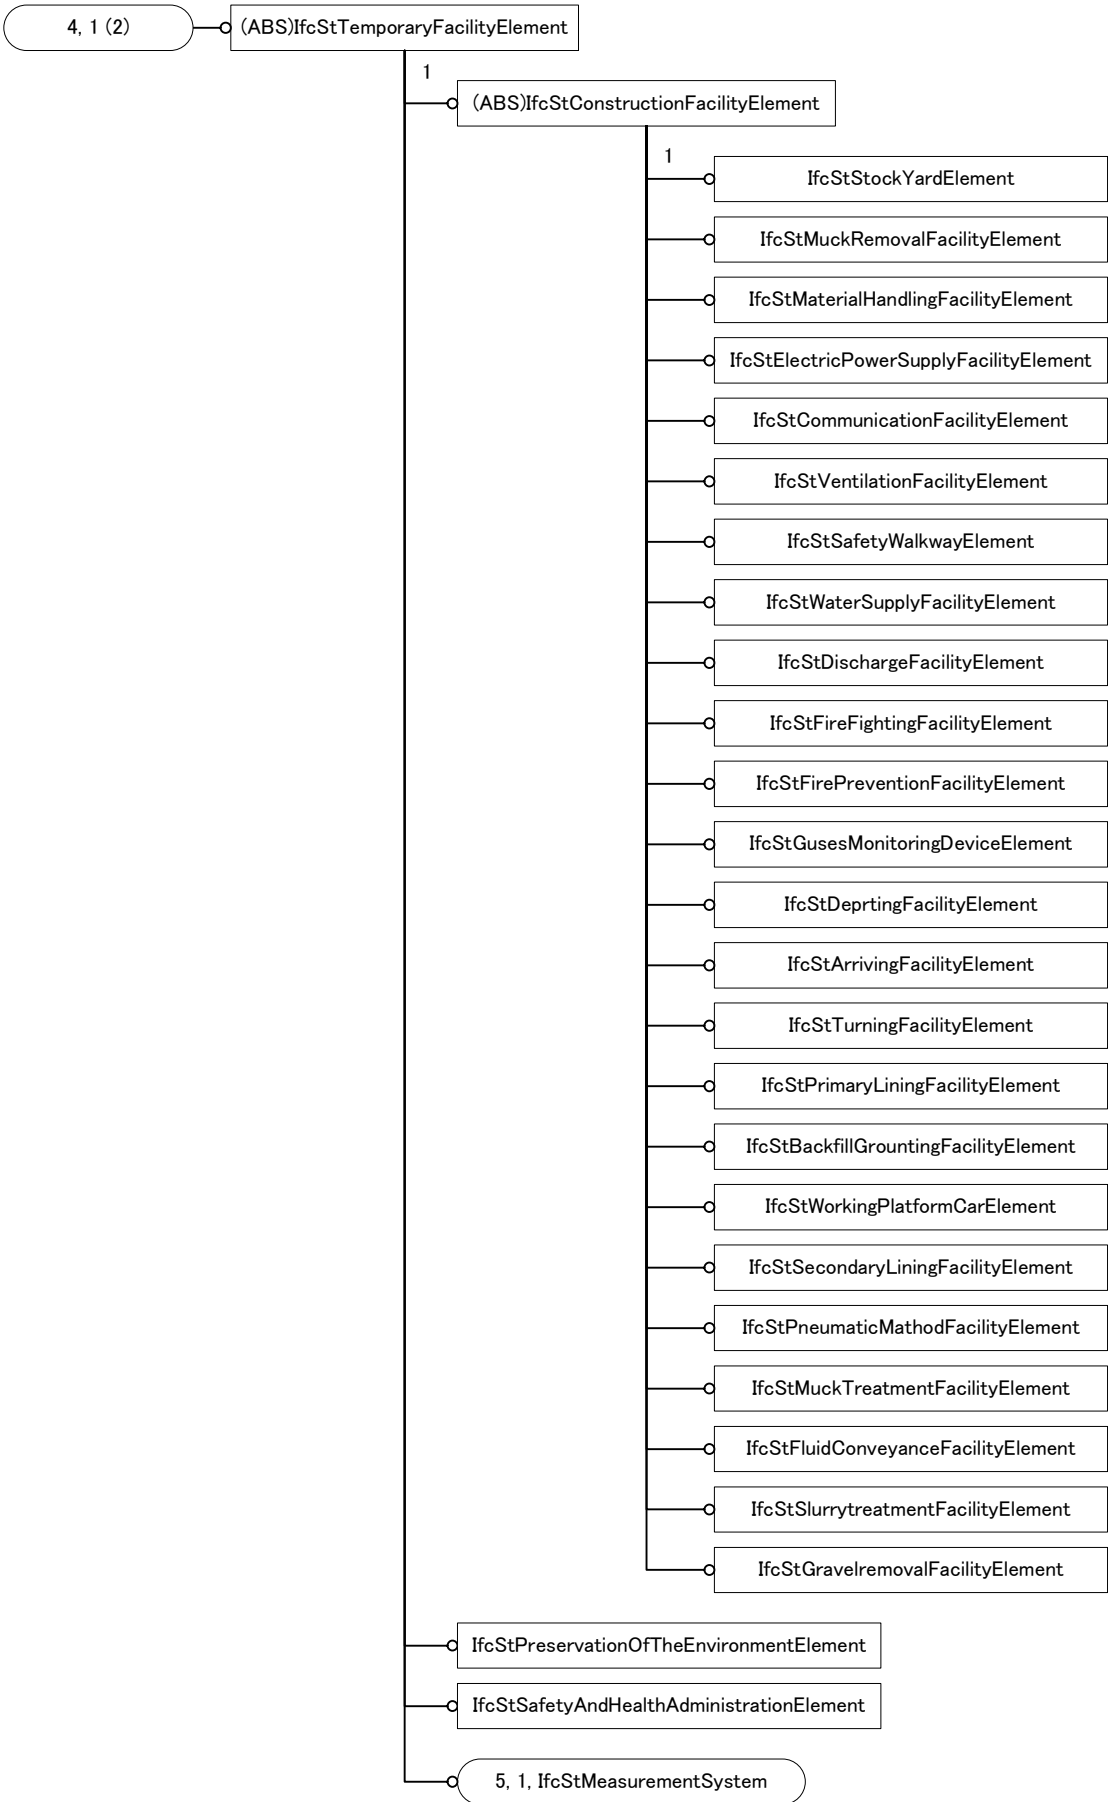 4, 1 (2)
(ABS)IfcStTemporaryFacilityElement
1
(ABS)IfcStConstructionFacilityElement
1
IfcStStockYardElement
IfcStMuckRemovalFacilityElement
IfcStMaterialHandlingFacilityElement
IfcStElectricPowerSupplyFacilityElement
IfcStCommunicationFacilityElement
IfcStVentilationFacilityElement
IfcStSafetyWalkwayElement
IfcStWaterSupplyFacilityElement
IfcStDischargeFacilityElement
IfcStFireFightingFacilityElement
IfcStFirePreventionFacilityElement
IfcStGusesMonitoringDeviceElement
IfcStDeprtingFacilityElement
IfcStArrivingFacilityElement
IfcStTurningFacilityElement
IfcStPrimaryLiningFacilityElement
IfcStBackfillGrountingFacilityElement
IfcStWorkingPlatformCarElement
IfcStSecondaryLiningFacilityElement
IfcStPneumaticMathodFacilityElement
IfcStMuckTreatmentFacilityElement
IfcStFluidConveyanceFacilityElement
IfcStSlurrytreatmentFacilityElement
IfcStGravelremovalFacilityElement
IfcStPreservationOfTheEnvironmentElement
IfcStSafetyAndHealthAdministrationElement
5, 1, IfcStMeasurementSystem